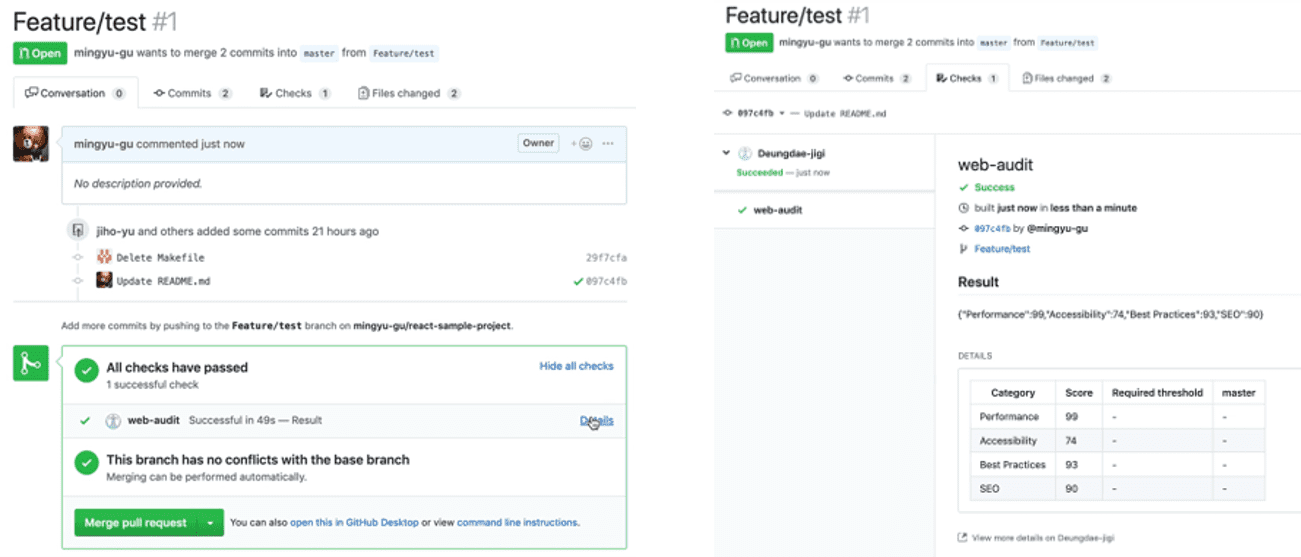 Feature/test #1
Open mingyu-gu wants to merge 2 commits into master from Feature/test
Conversation 0 Commits 2 Checks 1 Files changed 2
mingyu-gu commented just now Owner
No description provided.
jiho-yu and others added some commits 21 hours ago
Delete Makefile 29f7cfa
Update README.md 097c4fb
Add more commits by pushing to the Feature/test branch on mingyu-gu/react-sample-project.
All checks have passed Hide all checks
1 successful check
web-audit Successful in 49s — Result Details
This branch has no conflicts with the base branch
Merging can be performed automatically.
Merge pull request You can also open this in GitHub Desktop or view command line instructions.
Feature/test #1
Open mingyu-gu wants to merge 2 commits into master from Feature/test
Conversation 0 Commits 2 Checks 1 Files changed 2
097c4fb — Update README.md
Deungdae-jigi
Succeeded — just now
web-audit
web-audit
Success
built just now in less than a minute
097c4fb by @mingyu-gu
Feature/test
Result
{"Performance":99,"Accessibility":74,"Best Practices":93,"SEO":90}
DETAILS
Category Score Required threshold master
Performance 99 - -
Accessibility 74 - -
Best Practices 93 - -
SEO 90 - -
View more details on Deungdae-jigi